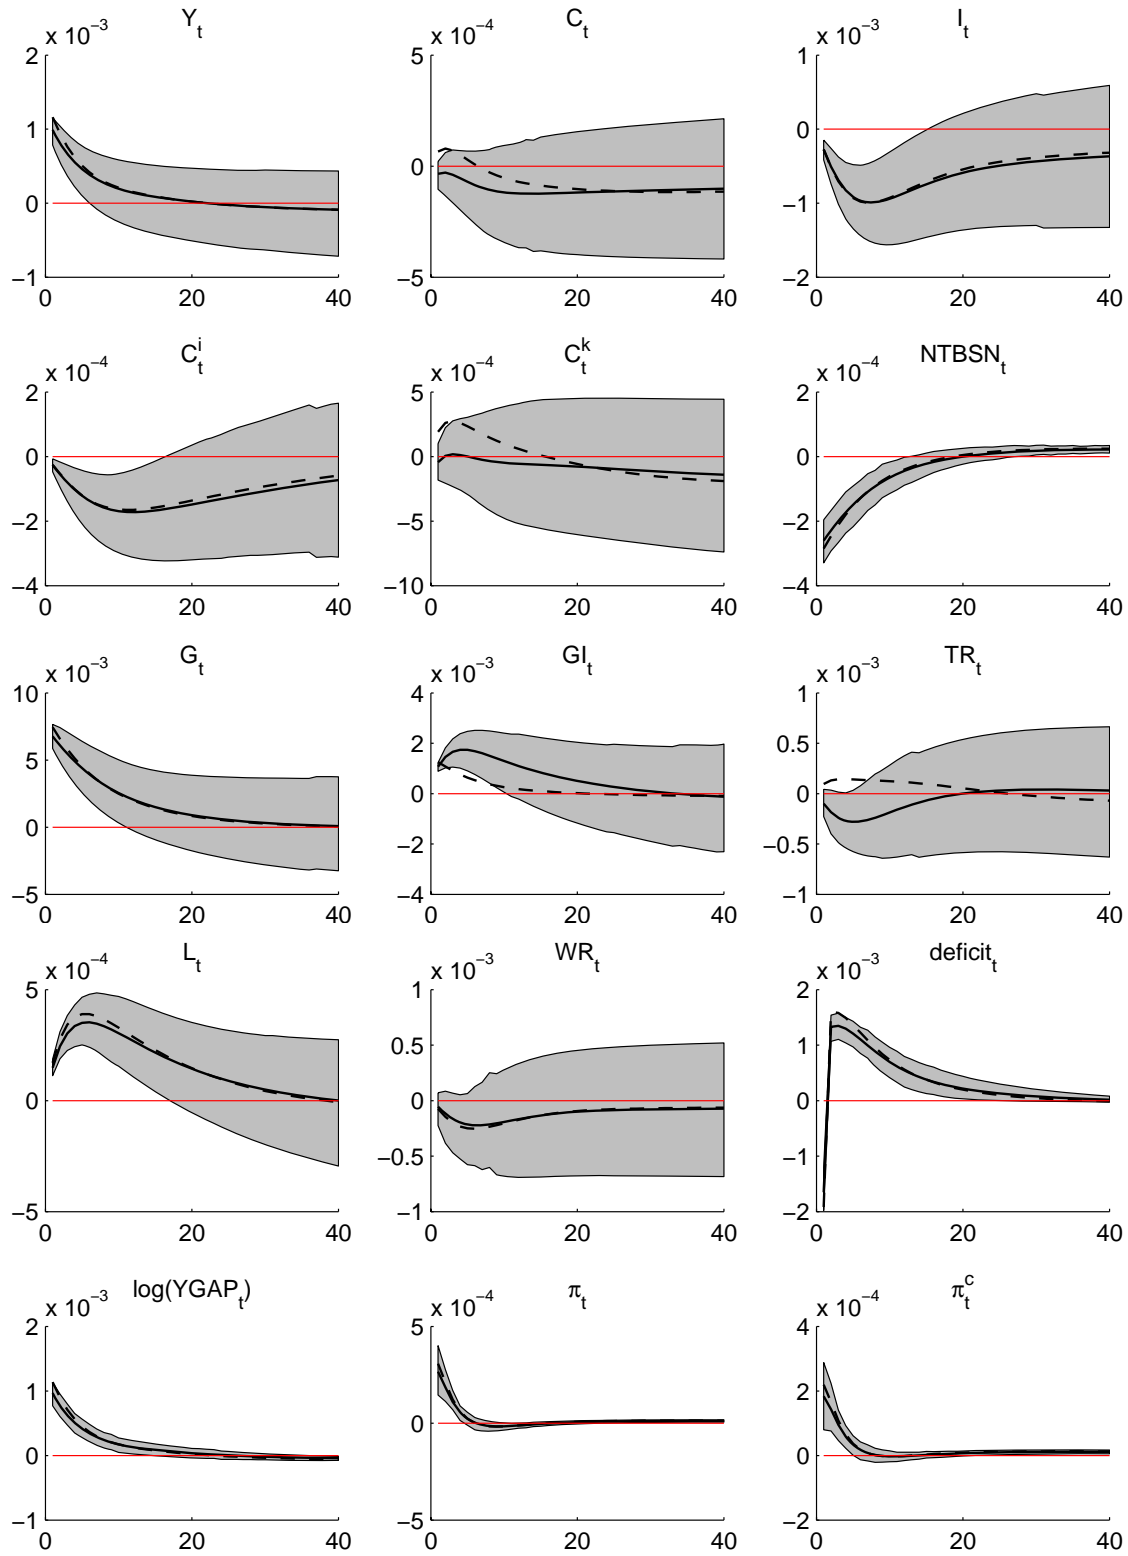 Y_t C_t I_t
x 10^−3 x 10^−4 x 10^−3
2 5 1
1 0 0
0 −1
−1 −5 −2
0 20 40 0 20 40 0 20 40
C_t^i C_t^k NTBSN_t
x 10^−4 x 10^−4 x 10^−4
2 5 2
0 0 0
−2 −5 −2
−4 −10 −4
0 20 40 0 20 40 0 20 40
G_t GI_t TR_t
x 10^−3 x 10^−3 x 10^−3
10 4 1
5 2 0.5
0 0 0
−2 −0.5
−5 −4 −1
0 20 40 0 20 40 0 20 40
L_t WR_t deficit_t
x 10^−4 x 10^−3 x 10^−3
5 1 2
0.5 1
0 0 0
−0.5 −1
−5 −1 −2
0 20 40 0 20 40 0 20 40
log(YGAP_t) π_t π_t^c
x 10^−3 x 10^−4 x 10^−4
2 5 4
1 2
0 0 0
−1 −5 −2
0 20 40 0 20 40 0 20 40